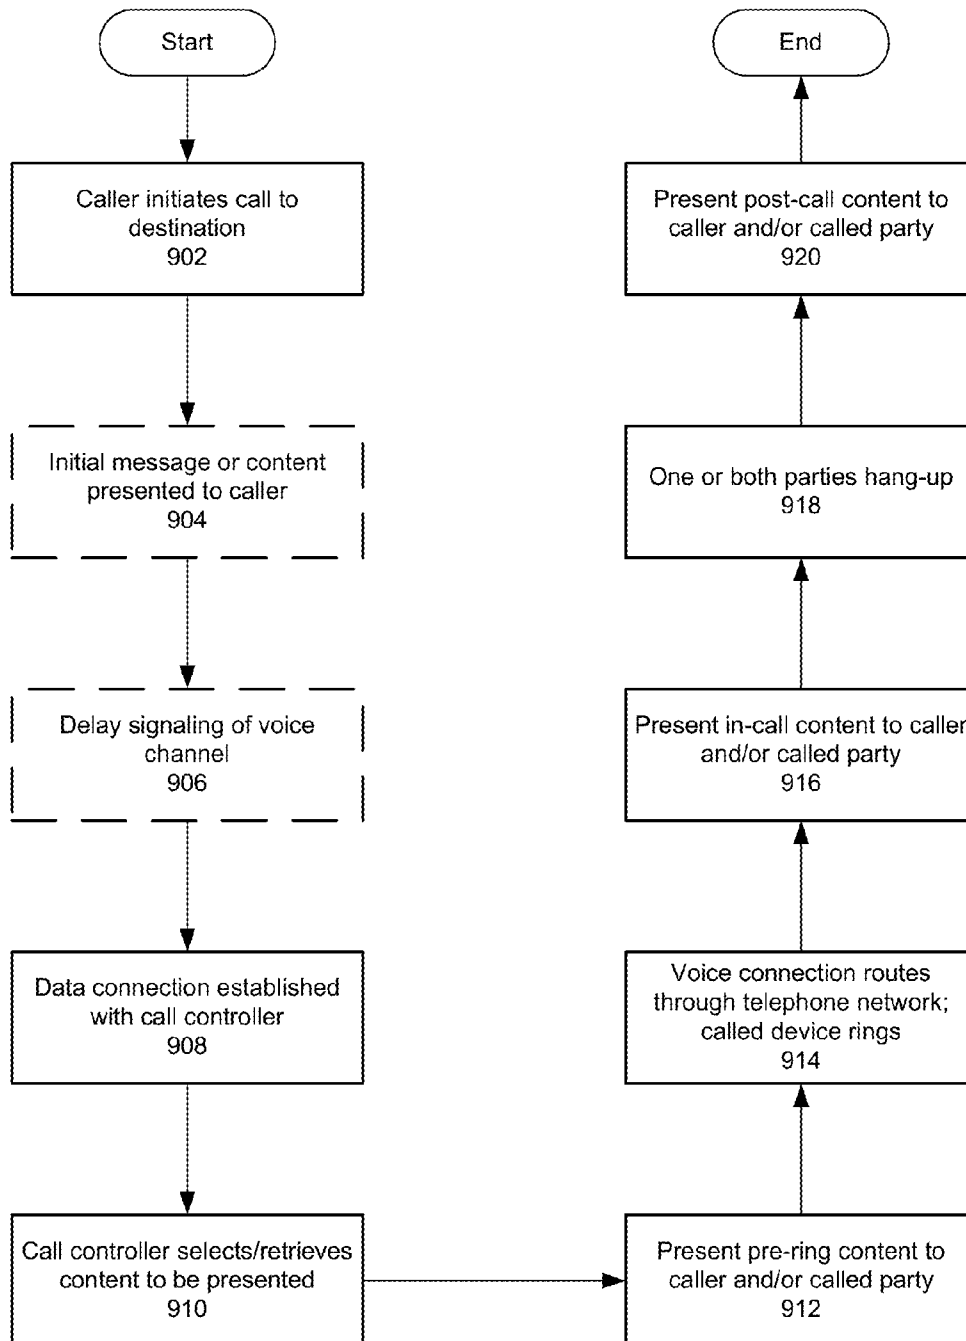 Start
Caller initiates call to
destination
902
Initial message or content
presented to caller
904
Delay signaling of voice
channel
906
Data connection established
with call controller
908
Call controller selects/retrieves
content to be presented
910
Present pre-ring content to
caller and/or called party
912
Voice connection routes
through telephone network;
called device rings
914
Present in-call content to caller
and/or called party
916
One or both parties hang-up
918
Present post-call content to
caller and/or called party
920
End